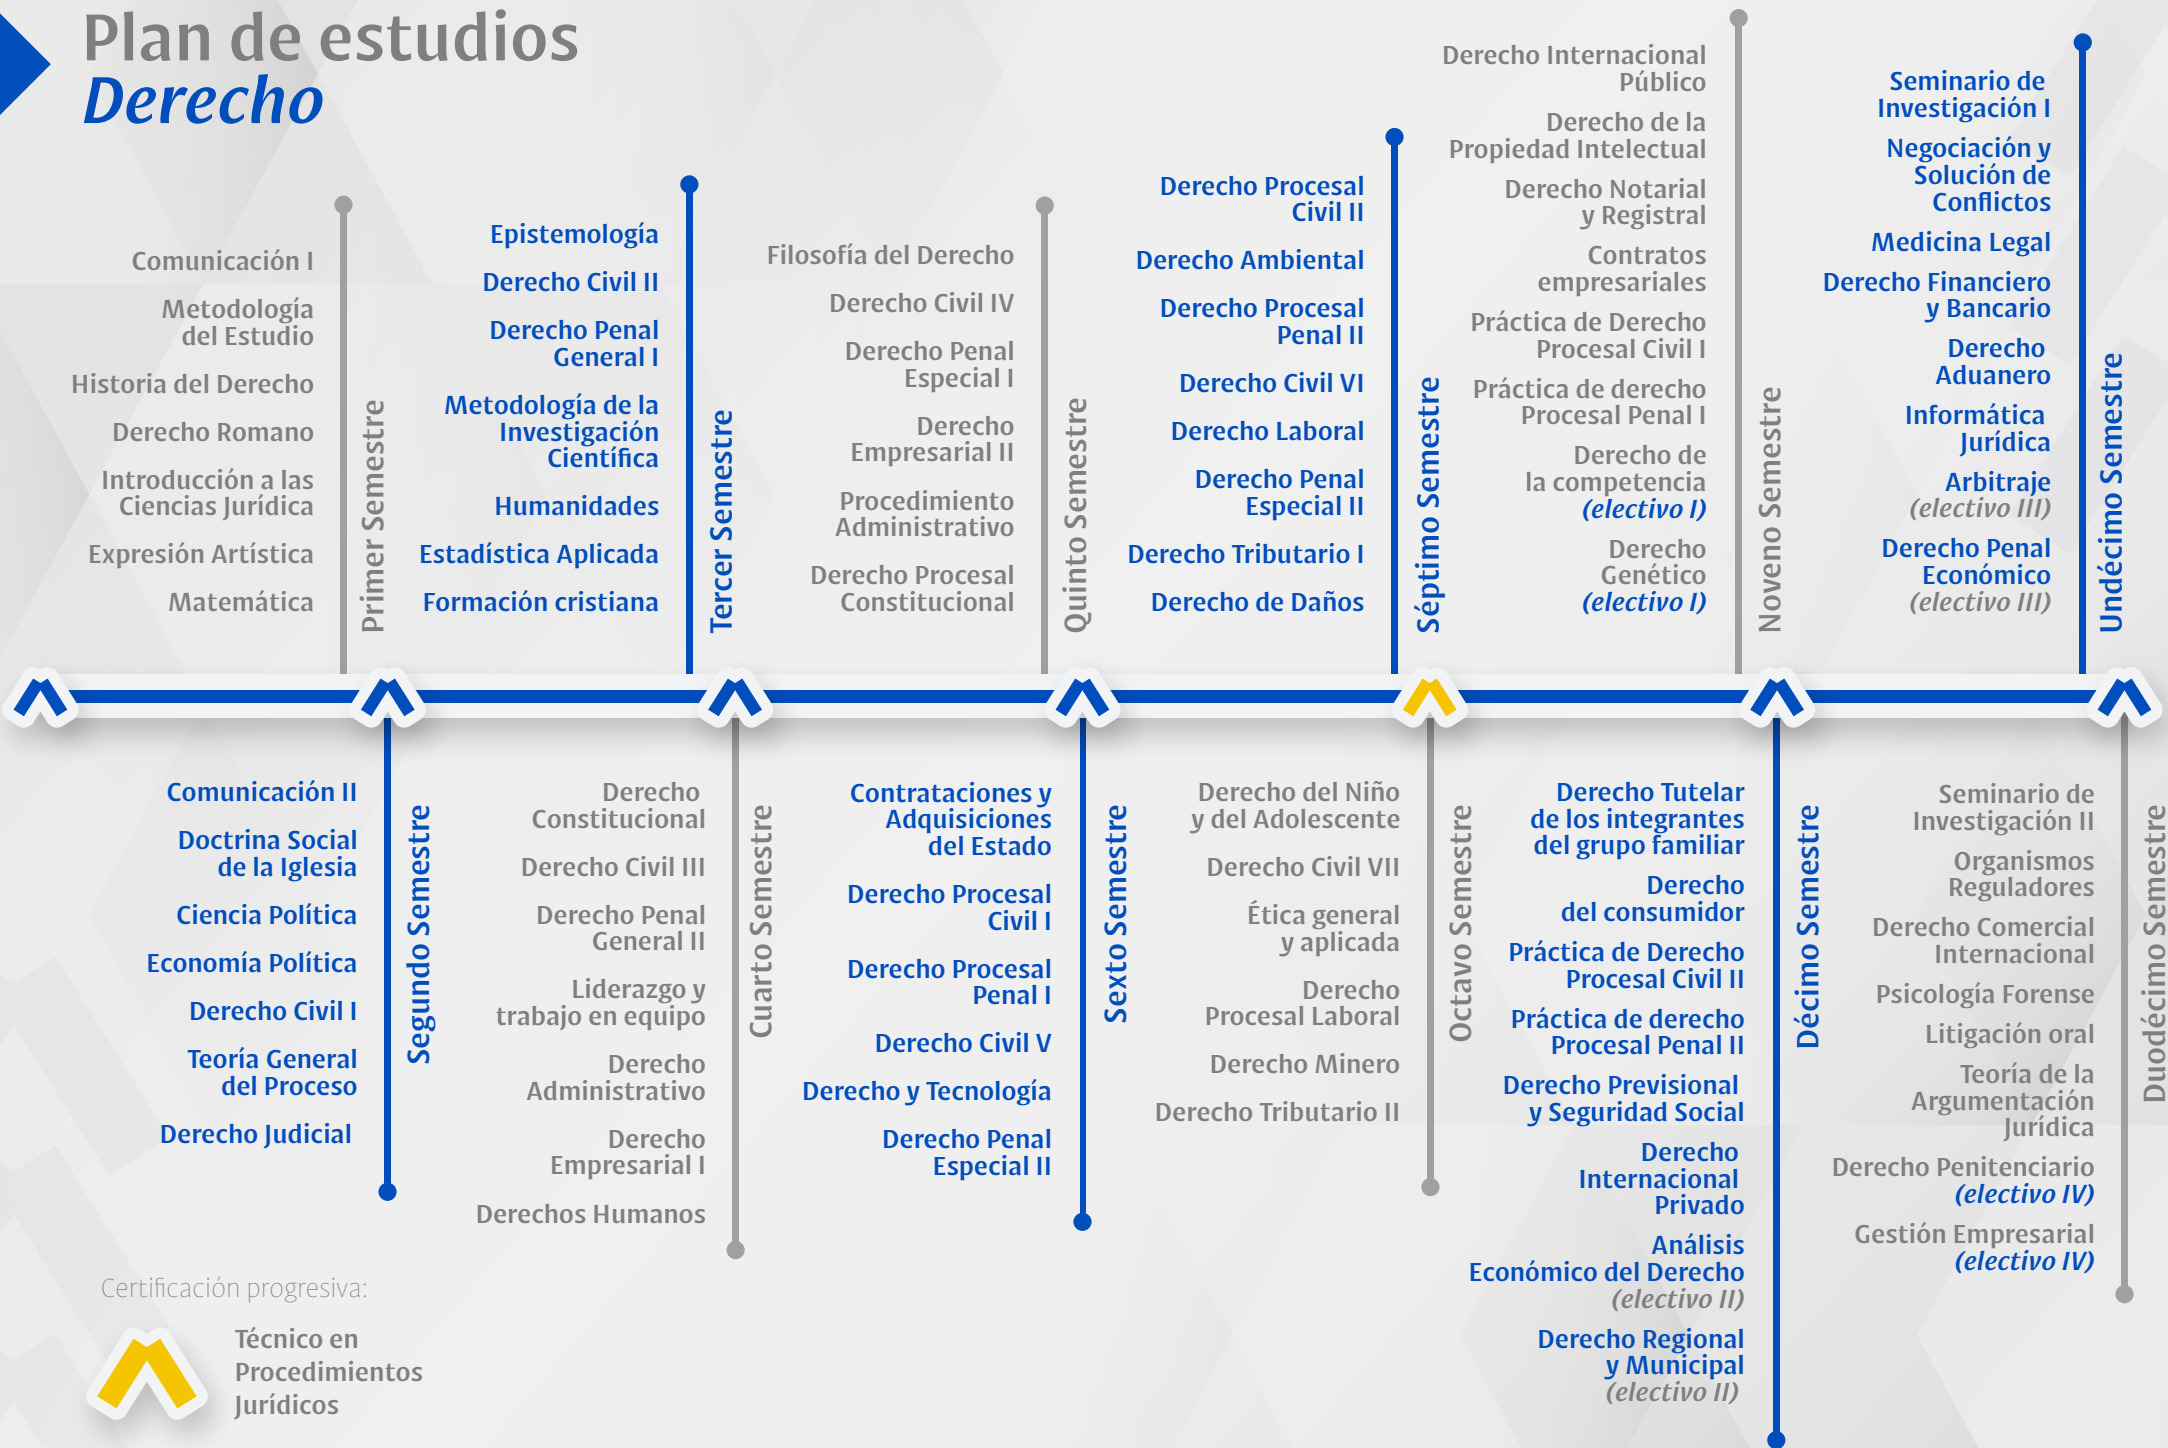 Plan de estudios
Derecho
Comunicación I
Metodología
del Estudio
Historia del Derecho
Derecho Romano
Introducción a las
Ciencias Jurídica
Expresión Artística
Matemática
Primer Semestre
Comunicación II
Doctrina Social
de la Iglesia
Ciencia Política
Economía Política
Derecho Civil I
Teoría General
del Proceso
Derecho Judicial
Segundo Semestre
Epistemología
Derecho Civil II
Derecho Penal
General I
Metodología de la
Investigación
Científica
Humanidades
Estadística Aplicada
Formación cristiana
Tercer Semestre
Derecho
Constitucional
Derecho Civil III
Derecho Penal
General II
Liderazgo y
trabajo en equipo
Derecho
Administrativo
Derecho
Empresarial I
Derechos Humanos
Cuarto Semestre
Filosofía del Derecho
Derecho Civil IV
Derecho Penal
Especial I
Derecho
Empresarial II
Procedimiento
Administrativo
Derecho Procesal
Constitucional
Quinto Semestre
Contrataciones y
Adquisiciones
del Estado
Derecho Procesal
Civil I
Derecho Procesal
Penal I
Derecho Civil V
Derecho y Tecnología
Derecho Penal
Especial II
Sexto Semestre
Derecho Procesal
Civil II
Derecho Ambiental
Derecho Procesal
Penal II
Derecho Civil VI
Derecho Laboral
Derecho Penal
Especial II
Derecho Tributario I
Derecho de Daños
Séptimo Semestre
Derecho del Niño
y del Adolescente
Derecho Civil VII
Ética general
y aplicada
Derecho
Procesal Laboral
Derecho Minero
Derecho Tributario II
Octavo Semestre
Derecho Internacional
Público
Derecho de la
Propiedad Intelectual
Derecho Notarial
y Registral
Contratos
empresariales
Práctica de Derecho
Procesal Civil I
Práctica de derecho
Procesal Penal I
Derecho de
la competencia
(electivo I)
Derecho
Genético
(electivo I)
Noveno Semestre
Derecho Tutelar
de los integrantes
del grupo familiar
Derecho
del consumidor
Práctica de Derecho
Procesal Civil II
Práctica de derecho
Procesal Penal II
Derecho Previsional
y Seguridad Social
Derecho
Internacional
Privado
Análisis
Económico del Derecho
(electivo II)
Derecho Regional
y Municipal
(electivo II)
Décimo Semestre
Seminario de
Investigación I
Negociación y
Solución de
Conflictos
Medicina Legal
Derecho Financiero
y Bancario
Derecho
Aduanero
Informática
Jurídica
Arbitraje
(electivo III)
Derecho Penal
Económico
(electivo III)
Undécimo Semestre
Seminario de
Investigación II
Organismos
Reguladores
Derecho Comercial
Internacional
Psicología Forense
Litigación oral
Teoría de la
Argumentación
Jurídica
Derecho Penitenciario
(electivo IV)
Gestión Empresarial
(electivo IV)
Duodécimo Semestre
Certificación progresiva:
Técnico en
Procedimientos
Jurídicos